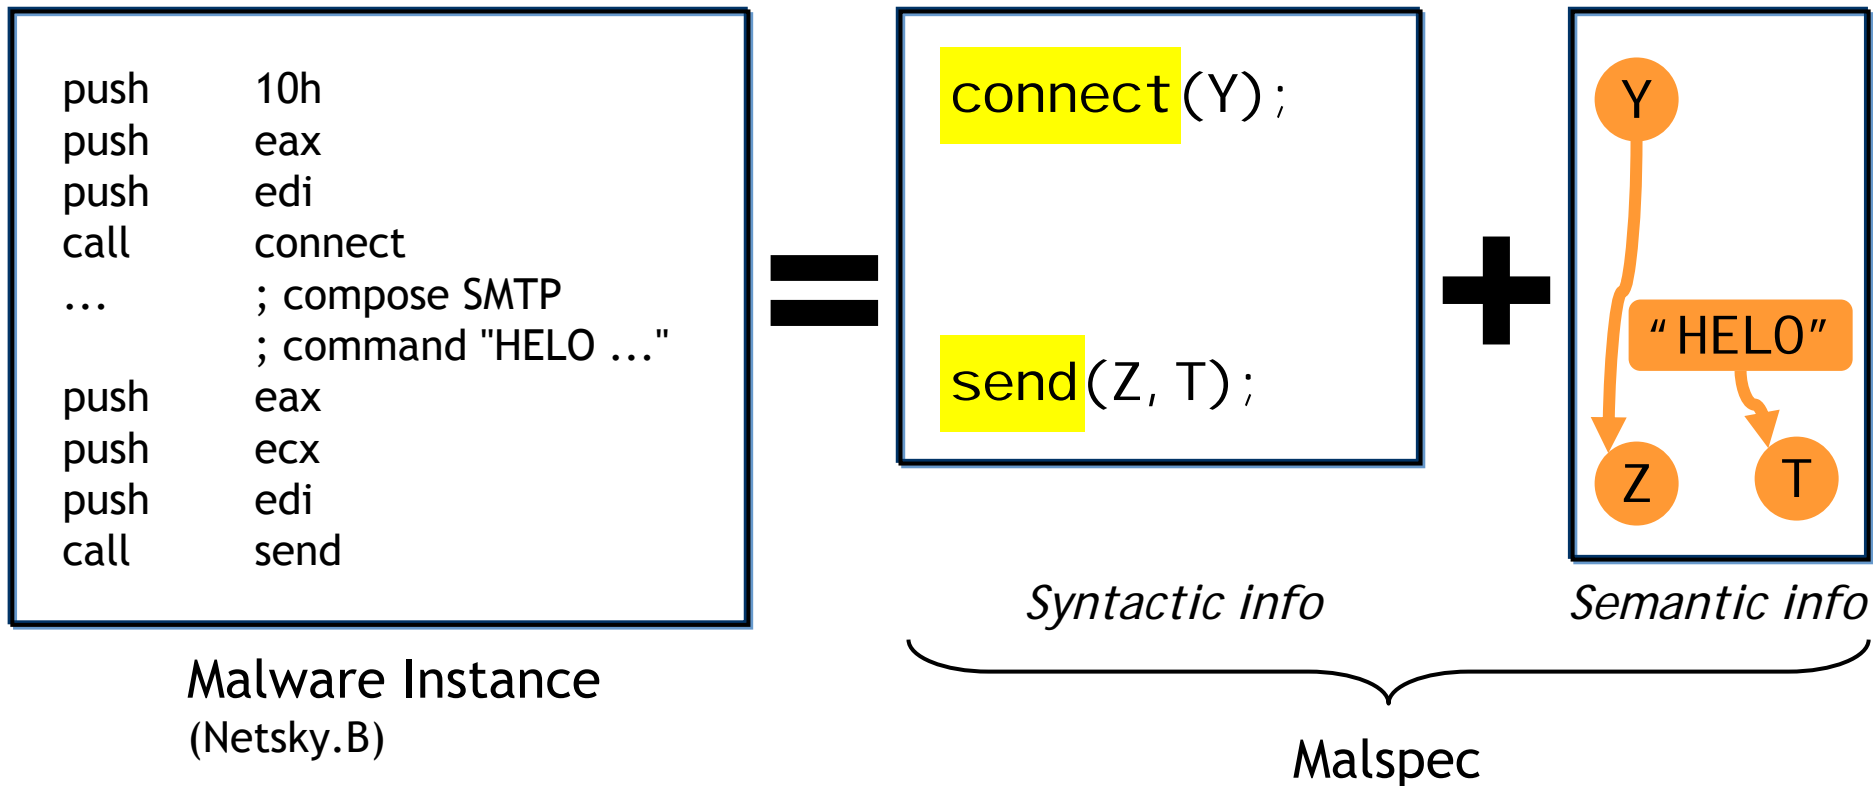 push 10h
push eax
push edi
call connect
... ; compose SMTP
; command "HELO ..."
push eax
push ecx
push edi
call send
Malware Instance
(Netsky.B)
=
connect(Y);
send(Z,T);
Syntactic info
+
Y
“HELO”
Z T
Semantic info
Malspec